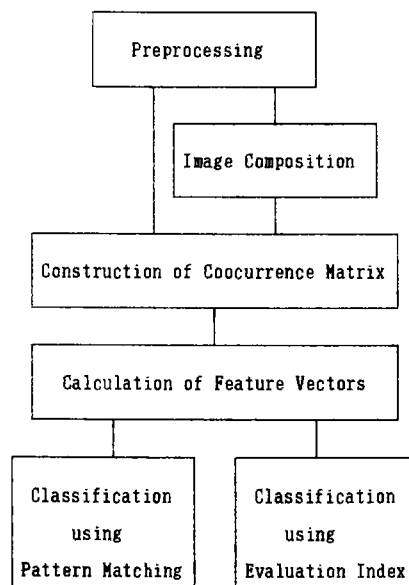 Preprocessing
Image Composition
Construction of Coocurrence Matrix
Calculation of Feature Vectors
Classification
using
Pattern Matching
Classification
using
Evaluation Index